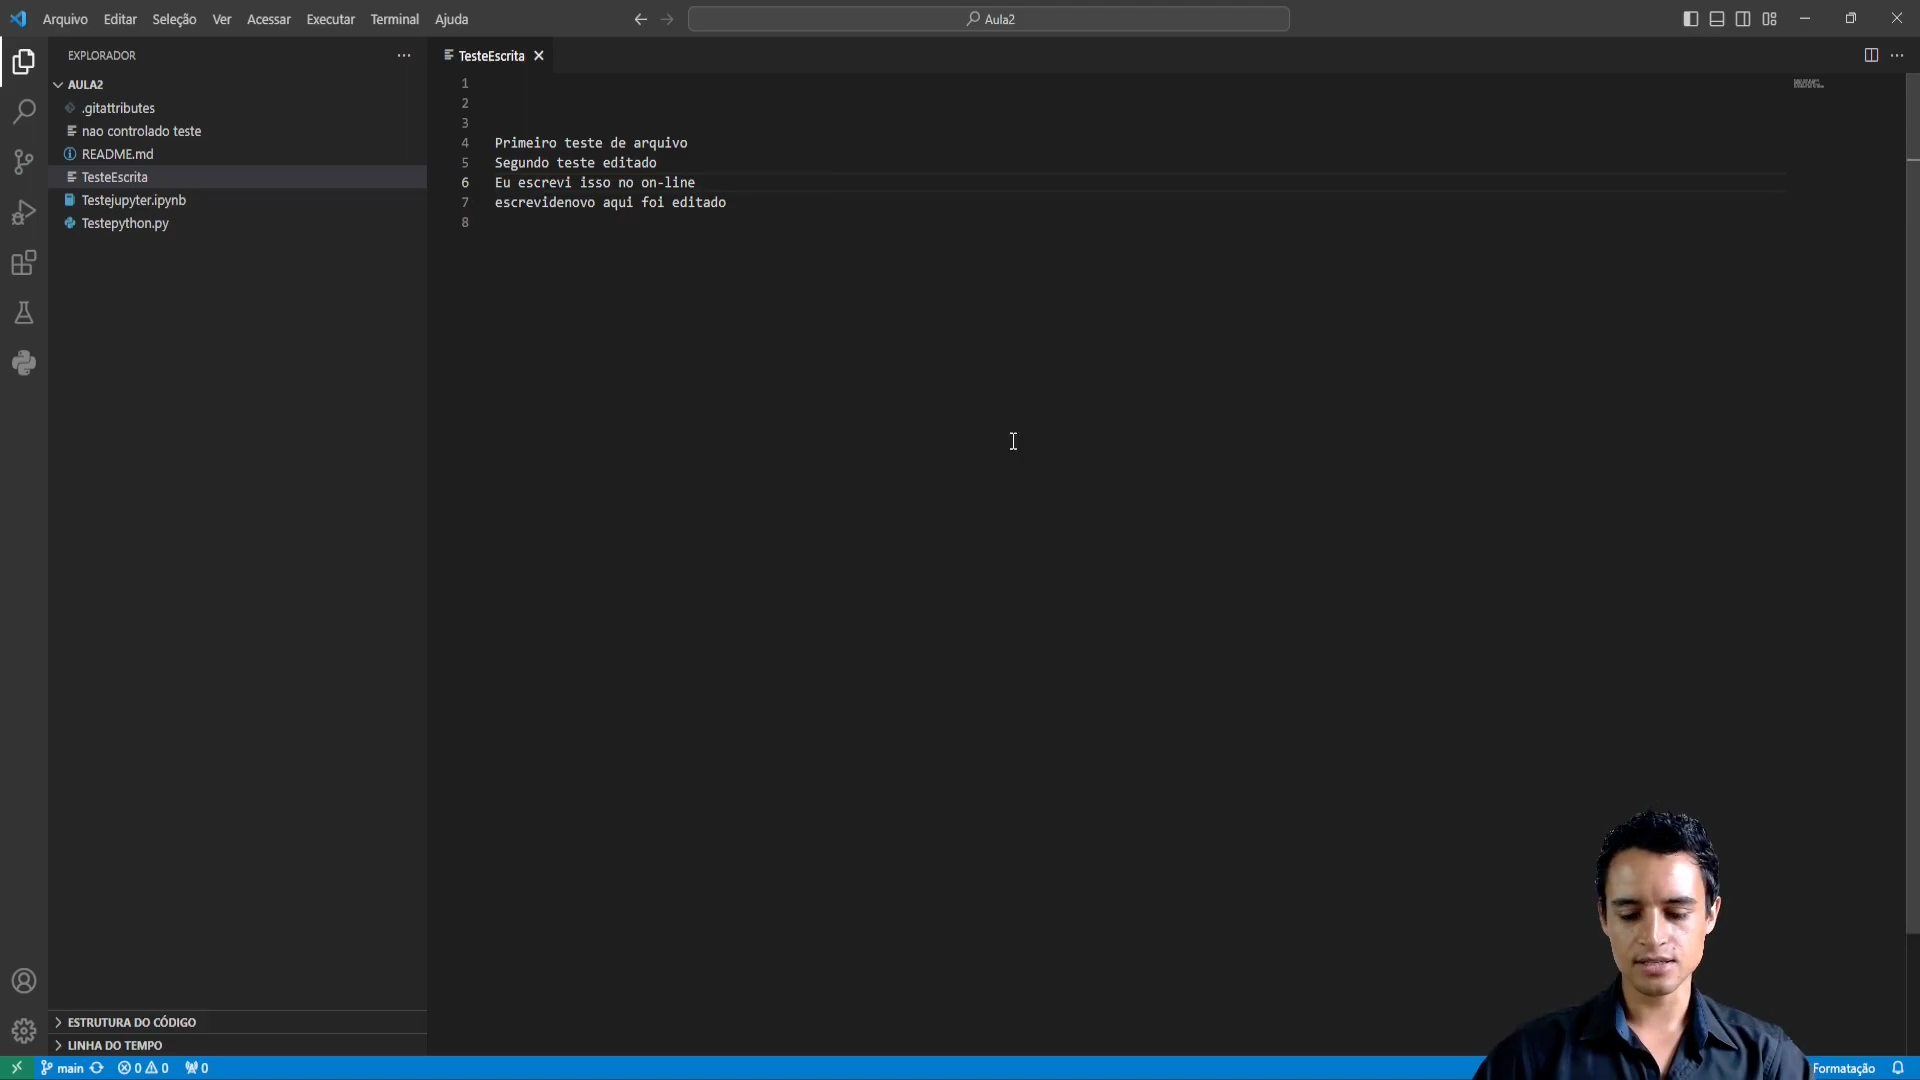 Arquivo Editar Seleção Ver Acessar Executar Terminal Ajuda Aula2
EXPLORADOR
TesteEscrita
AULA2
.gitattributes
nao controlado teste
README.md
TesteEscrita
Testejupyter.ipynb
Testepython.py
1
2
3
4 Primeiro teste de arquivo
5 Segundo teste editado
6 Eu escrevi isso no on-line
7 escrevidenovo aqui foi editado
8
ESTRUTURA DO CÓDIGO
LINHA DO TEMPO
main 0 0 0 Formatação